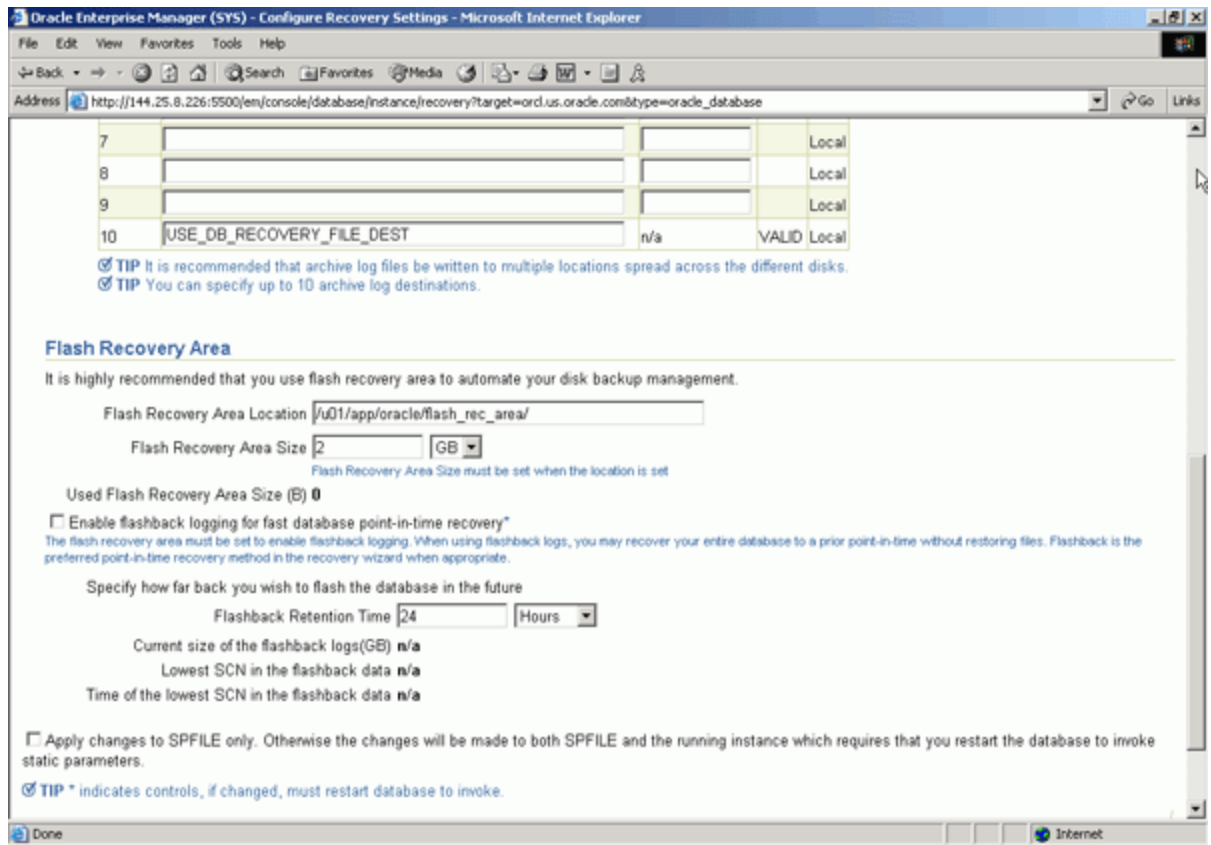 Oracle Enterprise Manager (SYS) - Configure Recovery Settings - Microsoft Internet Explorer
File Edit View Favorites Tools Help
Back Search Favorites Media
Address http://144.25.8.226:5500/em/console/database/instance/recovery?target=orcl.us.oracle.com&type=oracle_database Go Links
7 Local
8 Local
9 Local
10 USE_DB_RECOVERY_FILE_DEST n/a VALID Local
TIP It is recommended that archive log files be written to multiple locations spread across the different disks.
TIP You can specify up to 10 archive log destinations.
Flash Recovery Area
It is highly recommended that you use flash recovery area to automate your disk backup management.
Flash Recovery Area Location /u01/app/oracle/flash_rec_area/
Flash Recovery Area Size 2 GB
Flash Recovery Area Size must be set when the location is set
Used Flash Recovery Area Size (B) 0
Enable flashback logging for fast database point-in-time recovery*
The flash recovery area must be set to enable flashback logging. When using flashback logs, you may recover your entire database to a prior point-in-time without restoring files. Flashback is the
preferred point-in-time recovery method in the recovery wizard when appropriate.
Specify how far back you wish to flash the database in the future
Flashback Retention Time 24 Hours
Current size of the flashback logs(GB) n/a
Lowest SCN in the flashback data n/a
Time of the lowest SCN in the flashback data n/a
Apply changes to SPFILE only. Otherwise the changes will be made to both SPFILE and the running instance which requires that you restart the database to invoke
static parameters.
TIP * indicates controls, if changed, must restart database to invoke.
Done Internet